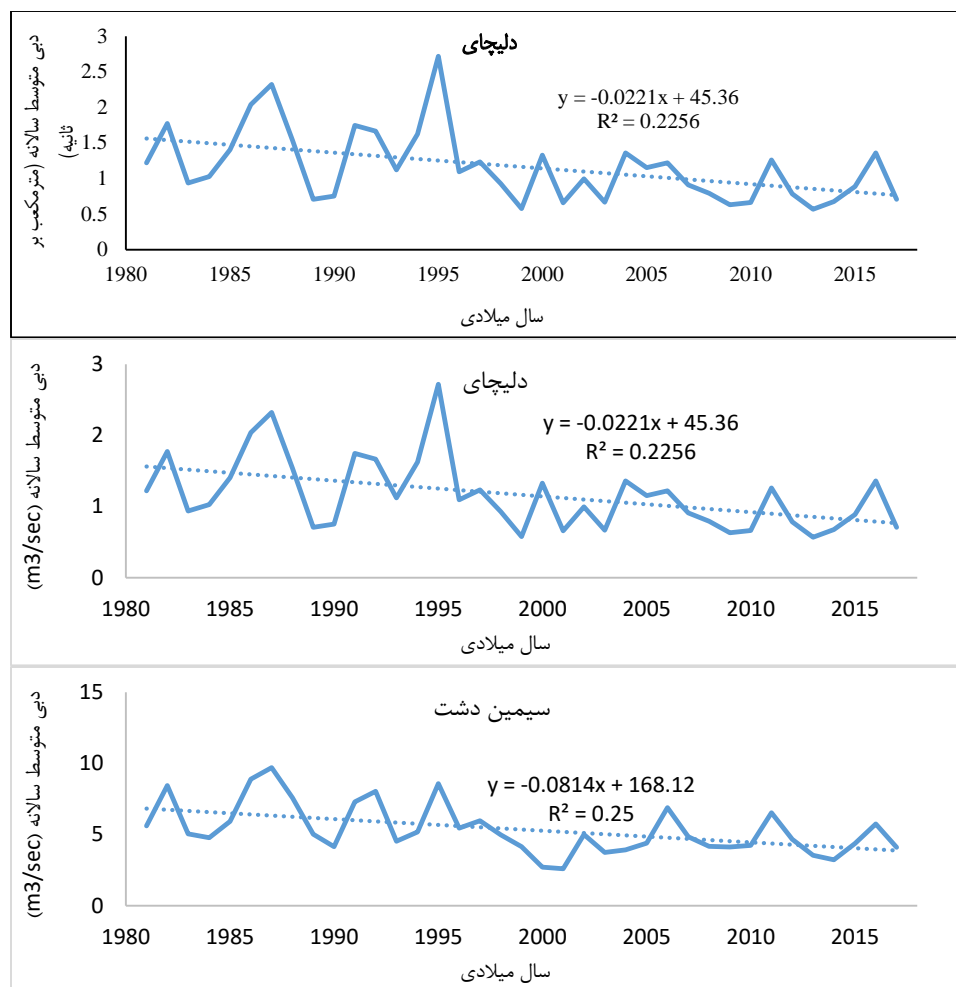 دلیچای
دبی متوسط سالانه (مترمکعب بر
ثانیه)
3
2.5
2
1.5
1
0.5
0
y = -0.0221x + 45.36
R² = 0.2256
1980 1985 1990 1995 2000 2005 2010 2015
سال میلادی
دلیچای
دبی متوسط سالانه (m3/sec)
3
2
1
0
y = -0.0221x + 45.36
R² = 0.2256
1980 1985 1990 1995 2000 2005 2010 2015
سال میلادی
سیمین دشت
دبی متوسط سالانه (m3/sec)
15
10
5
0
y = -0.0814x + 168.12
R² = 0.25
1980 1985 1990 1995 2000 2005 2010 2015
سال میلادی